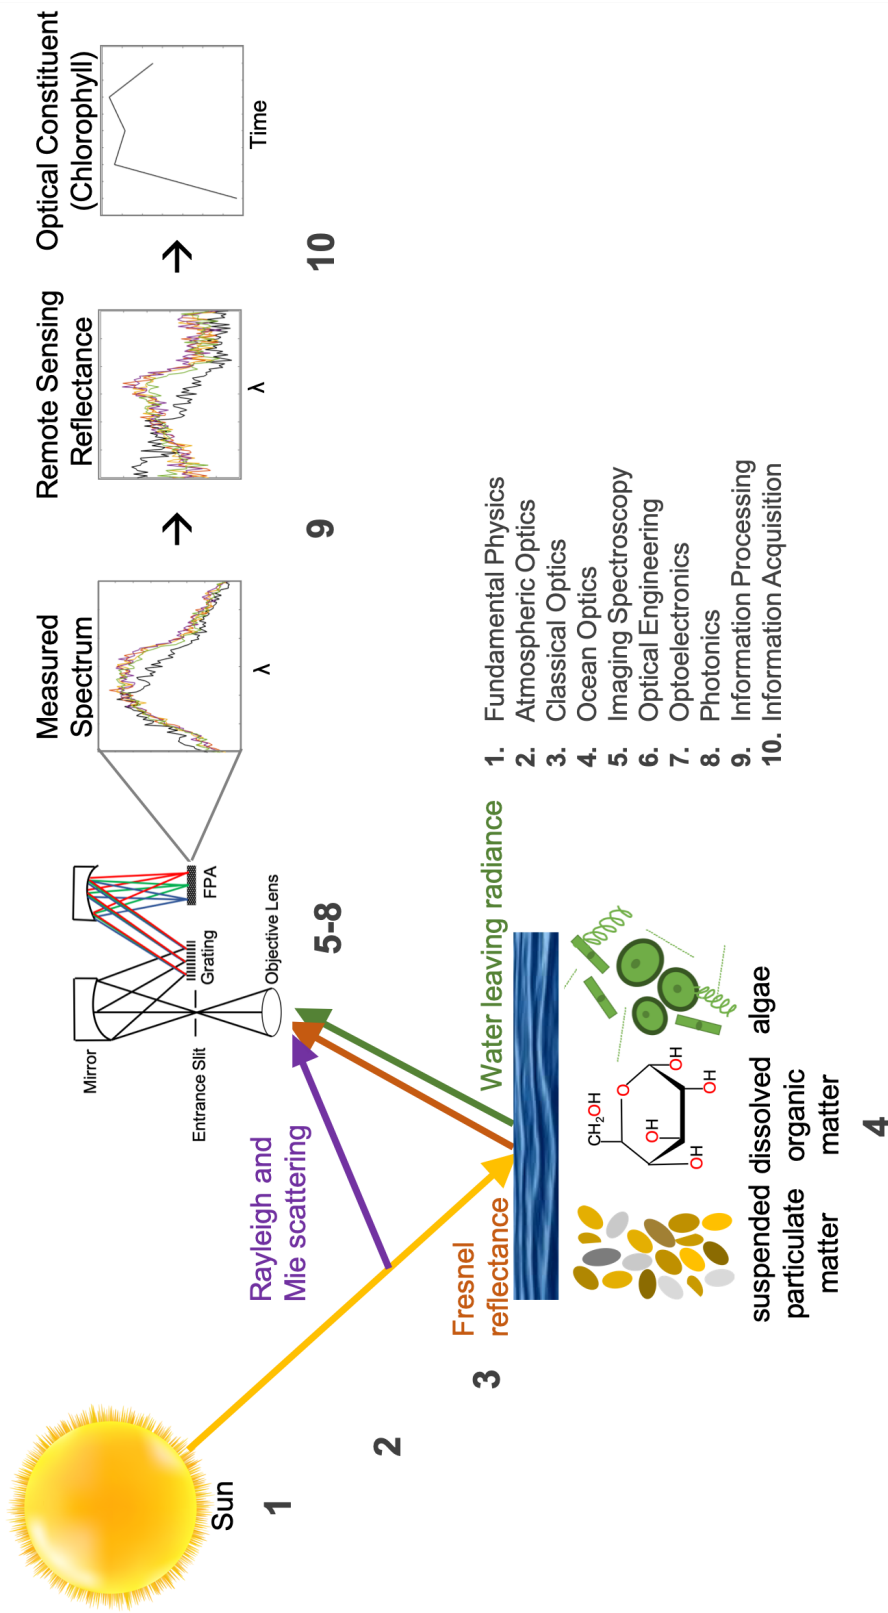 Sun
1
2
3
Rayleigh and
Mie scattering
Fresnel
reflectance
Water leaving radiance
Mirror
Entrance Slit
Grating
FPA
Objective Lens
5-8
suspended
particulate
matter
dissolved
organic
matter
algae
4
CH2OH
O
OH
OH
OH
OH
Measured
Spectrum
λ
→
9
Remote Sensing
Reflectance
λ
→
10
Optical Constituent
(Chlorophyll)
Time
1. Fundamental Physics
2. Atmospheric Optics
3. Classical Optics
4. Ocean Optics
5. Imaging Spectroscopy
6. Optical Engineering
7. Optoelectronics
8. Photonics
9. Information Processing
10. Information Acquisition